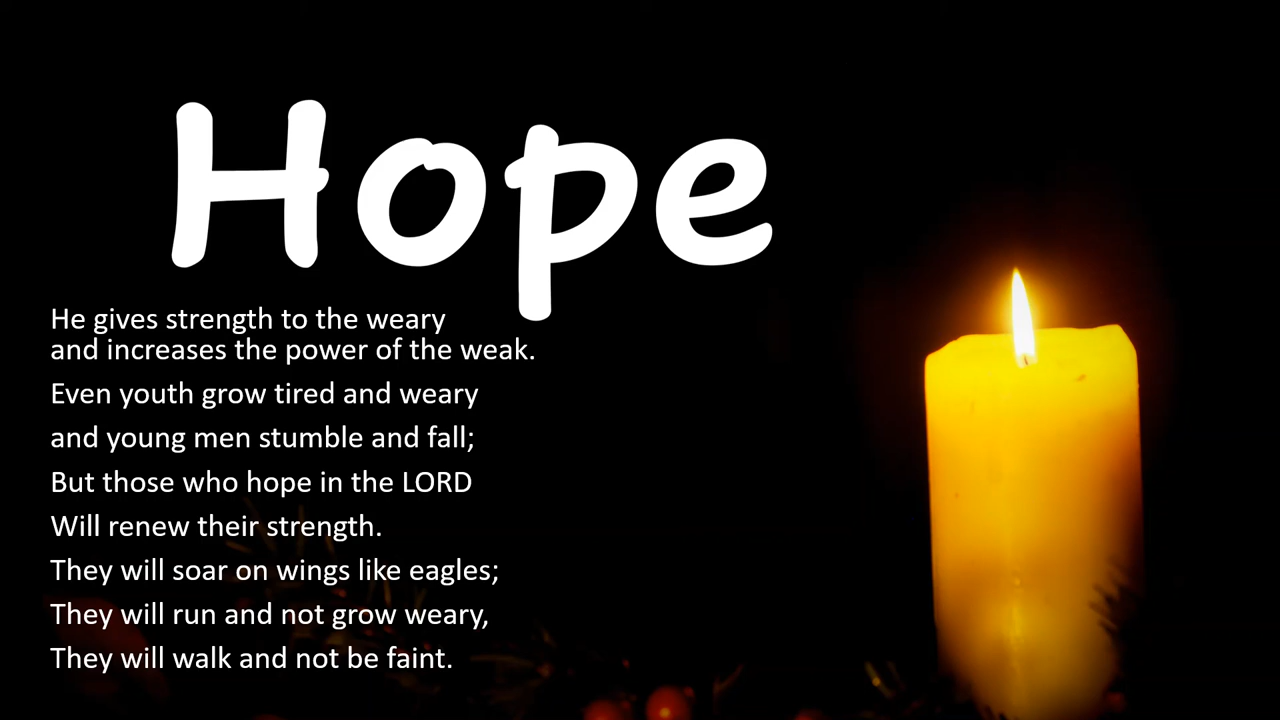 Hope
He gives strength to the weary
and increases the power of the weak.
Even youth grow tired and weary
and young men stumble and fall;
But those who hope in the LORD
Will renew their strength.
They will soar on wings like eagles;
They will run and not grow weary,
They will walk and not be faint.